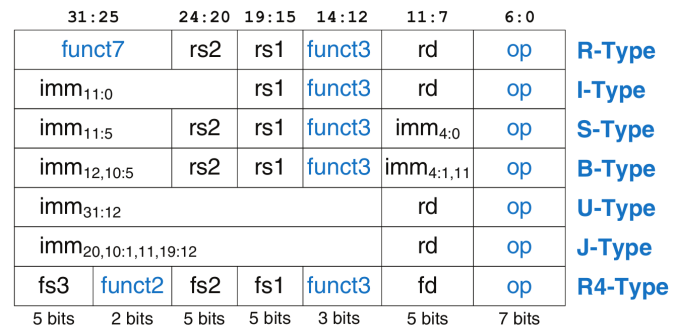 31:25 24:20 19:15 14:12 11:7 6:0
funct7 rs2 rs1 funct3 rd op R-Type
imm11:0 rs1 funct3 rd op I-Type
imm11:5 rs2 rs1 funct3 imm4:0 op S-Type
imm12,10:5 rs2 rs1 funct3 imm4:1,11 op B-Type
imm31:12 rd op U-Type
imm20,10:1,11,19:12 rd op J-Type
fs3 funct2 fs2 fs1 funct3 fd op R4-Type
5 bits 2 bits 5 bits 5 bits 3 bits 5 bits 7 bits